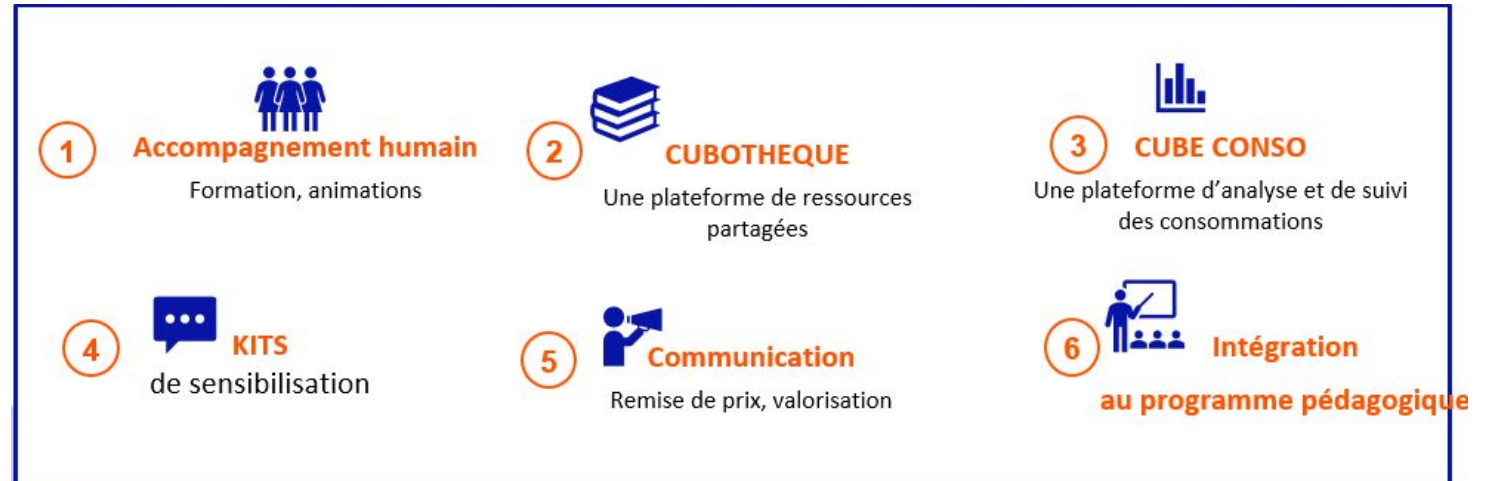 1
Accompagnement humain
Formation, animations
2
CUBOTHEQUE
Une plateforme de ressources
partagées
3
CUBE CONSO
Une plateforme d’analyse et de suivi
des consommations
4
KITS
de sensibilisation
5
Communication
Remise de prix, valorisation
6
Intégration
au programme pédagogique